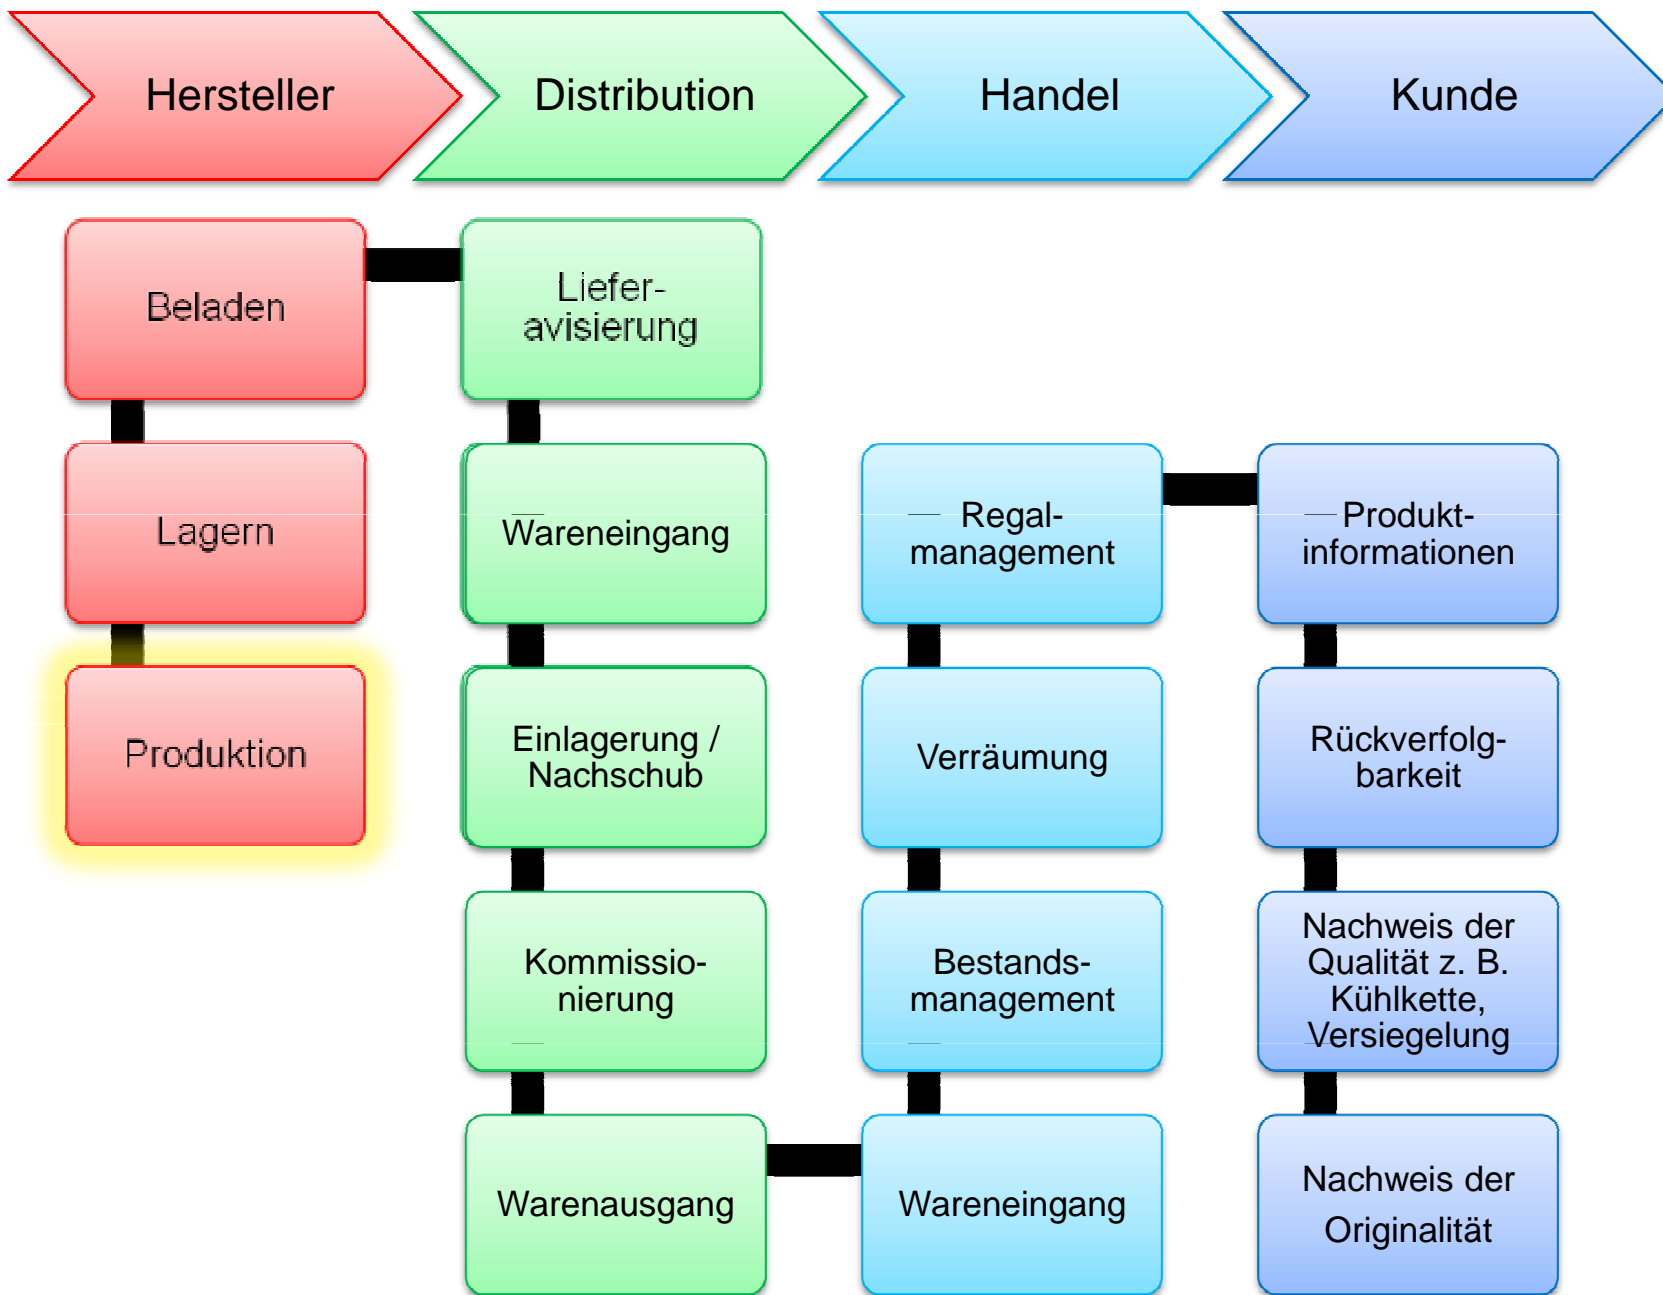 Hersteller
Distribution
Handel
Kunde
Beladen
Liefer-
avisierung
Lagern
Wareneingang
Regal-
management
Produkt-
informationen
Produktion
Einlagerung /
Nachschub
Verräumung
Rückverfolg-
barkeit
Kommissio-
nierung
Bestands-
management
Nachweis der
Qualität z. B.
Kühlkette,
Versiegelung
Warenausgang
Wareneingang
Nachweis der
Originalität